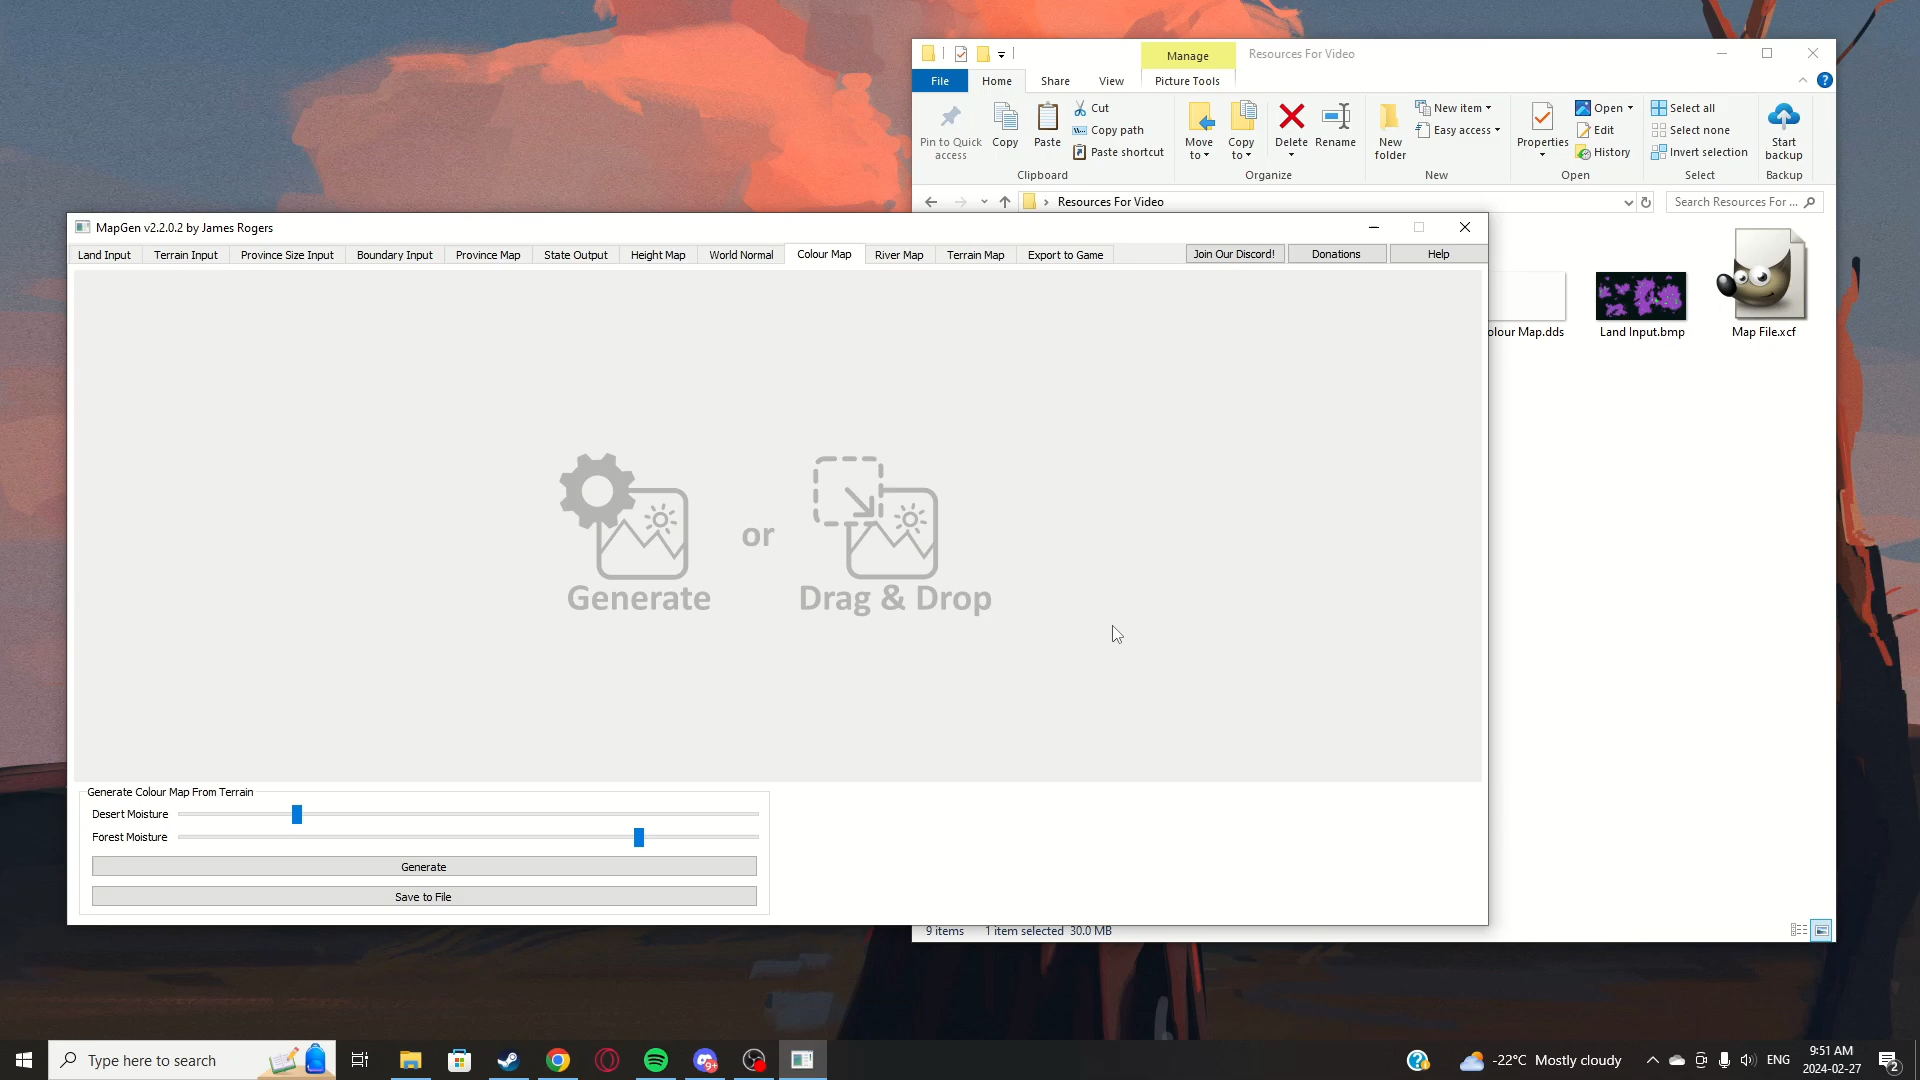 Manage
Resources For Video
File
Home
Share
View
Picture Tools
Pin to Quick
access
Copy
Paste
Cut
Copy path
Paste shortcut
Clipboard
Move
to
Copy
to
Delete
Rename
Organize
New
folder
New item
Easy access
New
Properties
Open
Edit
History
Open
Select all
Select none
Invert selection
Select
Start
backup
Backup
Resources For Video
Search Resources For ...
MapGen v2.2.0.2 by James Rogers
Land Input
Terrain Input
Province Size Input
Boundary Input
Province Map
State Output
Height Map
World Normal
Colour Map
River Map
Terrain Map
Export to Game
Join Our Discord!
Donations
Help
olour Map.dds
Land Input.bmp
Map File.xcf
or
Generate
Drag & Drop
Generate Colour Map From Terrain
Desert Moisture
Forest Moisture
Generate
Save to File
9 items
1 item selected 30.0 MB
Type here to search
9+
-22°C Mostly cloudy
ENG
9:51 AM
2024-02-27
2